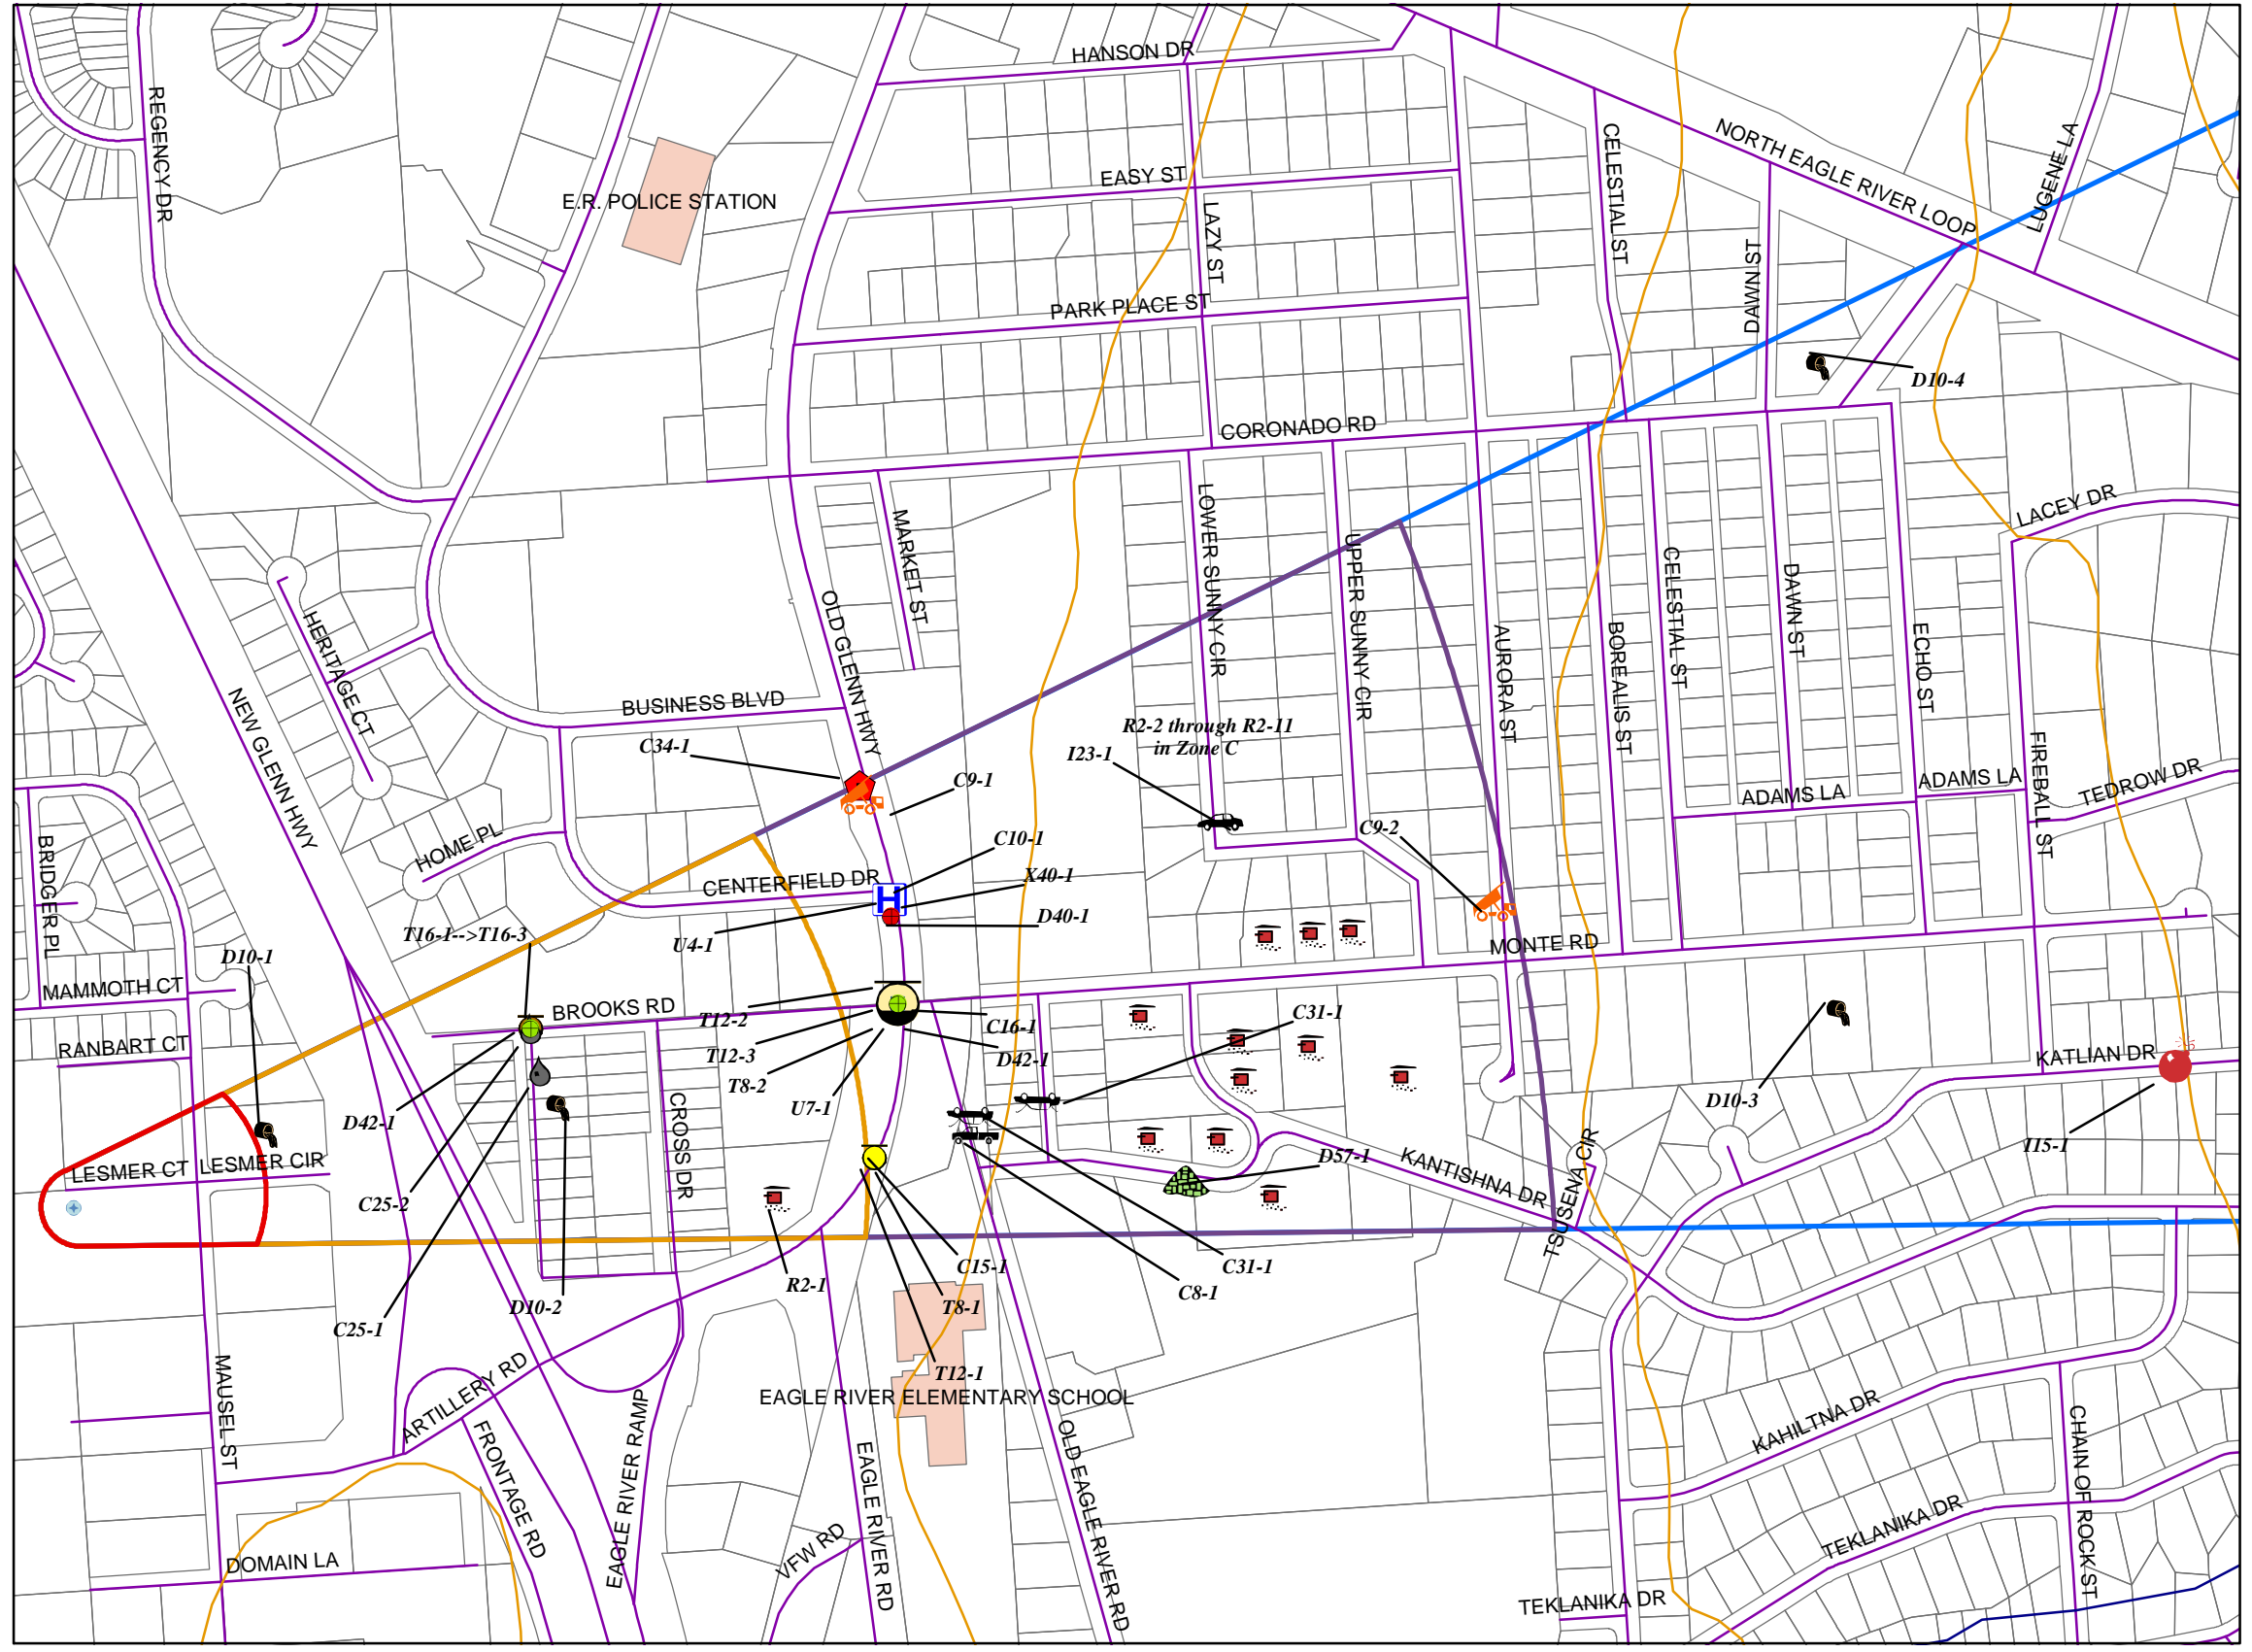 HANSON DR
REGENCY DR
NORTH EAGLE RIVER LOOP
CELESTIAL ST
LUGENE LA
EASY ST
E.R. POLICE STATION
LAZY ST
DAWN ST
PARK PLACE ST
D10-4
CORONADO RD
LACEY DR
MARKET ST
LOWER SUNNY CIR
UPPER SUNNY CIR
CELESTIAL ST
DAWN ST
OLD GLENN HWY
HERITAGE CT
AURORA ST
BOREALIS ST
ECHO ST
NEW GLENN HWY
BUSINESS BLVD
R2-2 through R2-11
in Zone C
C34-1
I23-1
FIREBALL ST
C9-1
ADAMS LA
ADAMS LA
TEDROW DR
C9-2
BRIDGER PL
HOME PL
C10-1
CENTERFIELD DR
X40-1
D40-1
T16-1-->T16-3
U4-1
MONTE RD
D10-1
MAMMOTH CT
BROOKS RD
T12-2
C16-1
C31-1
RANBART CT
T12-3
D42-1
KATLIAN DR
T8-2
U7-1
D10-3
D42-1
CROSS DR
I15-1
LESMER CT
LESMER CIR
D57-1
KANTISHNA DR
TSUSENA CIR
C25-2
C15-1
C31-1
R2-1
C8-1
D10-2
T8-1
C25-1
MAUSEL ST
T12-1
ARTILLERY RD
EAGLE RIVER ELEMENTARY SCHOOL
FRONTAGE RD
EAGLE RIVER RAMP
EAGLE RIVER RD
OLD EAGLE RIVER RD
KAHILTNA DR
CHAIN OF ROCK ST
VFW RD
TEKLANIKA DR
DOMAIN LA
TEKLANIKA DR